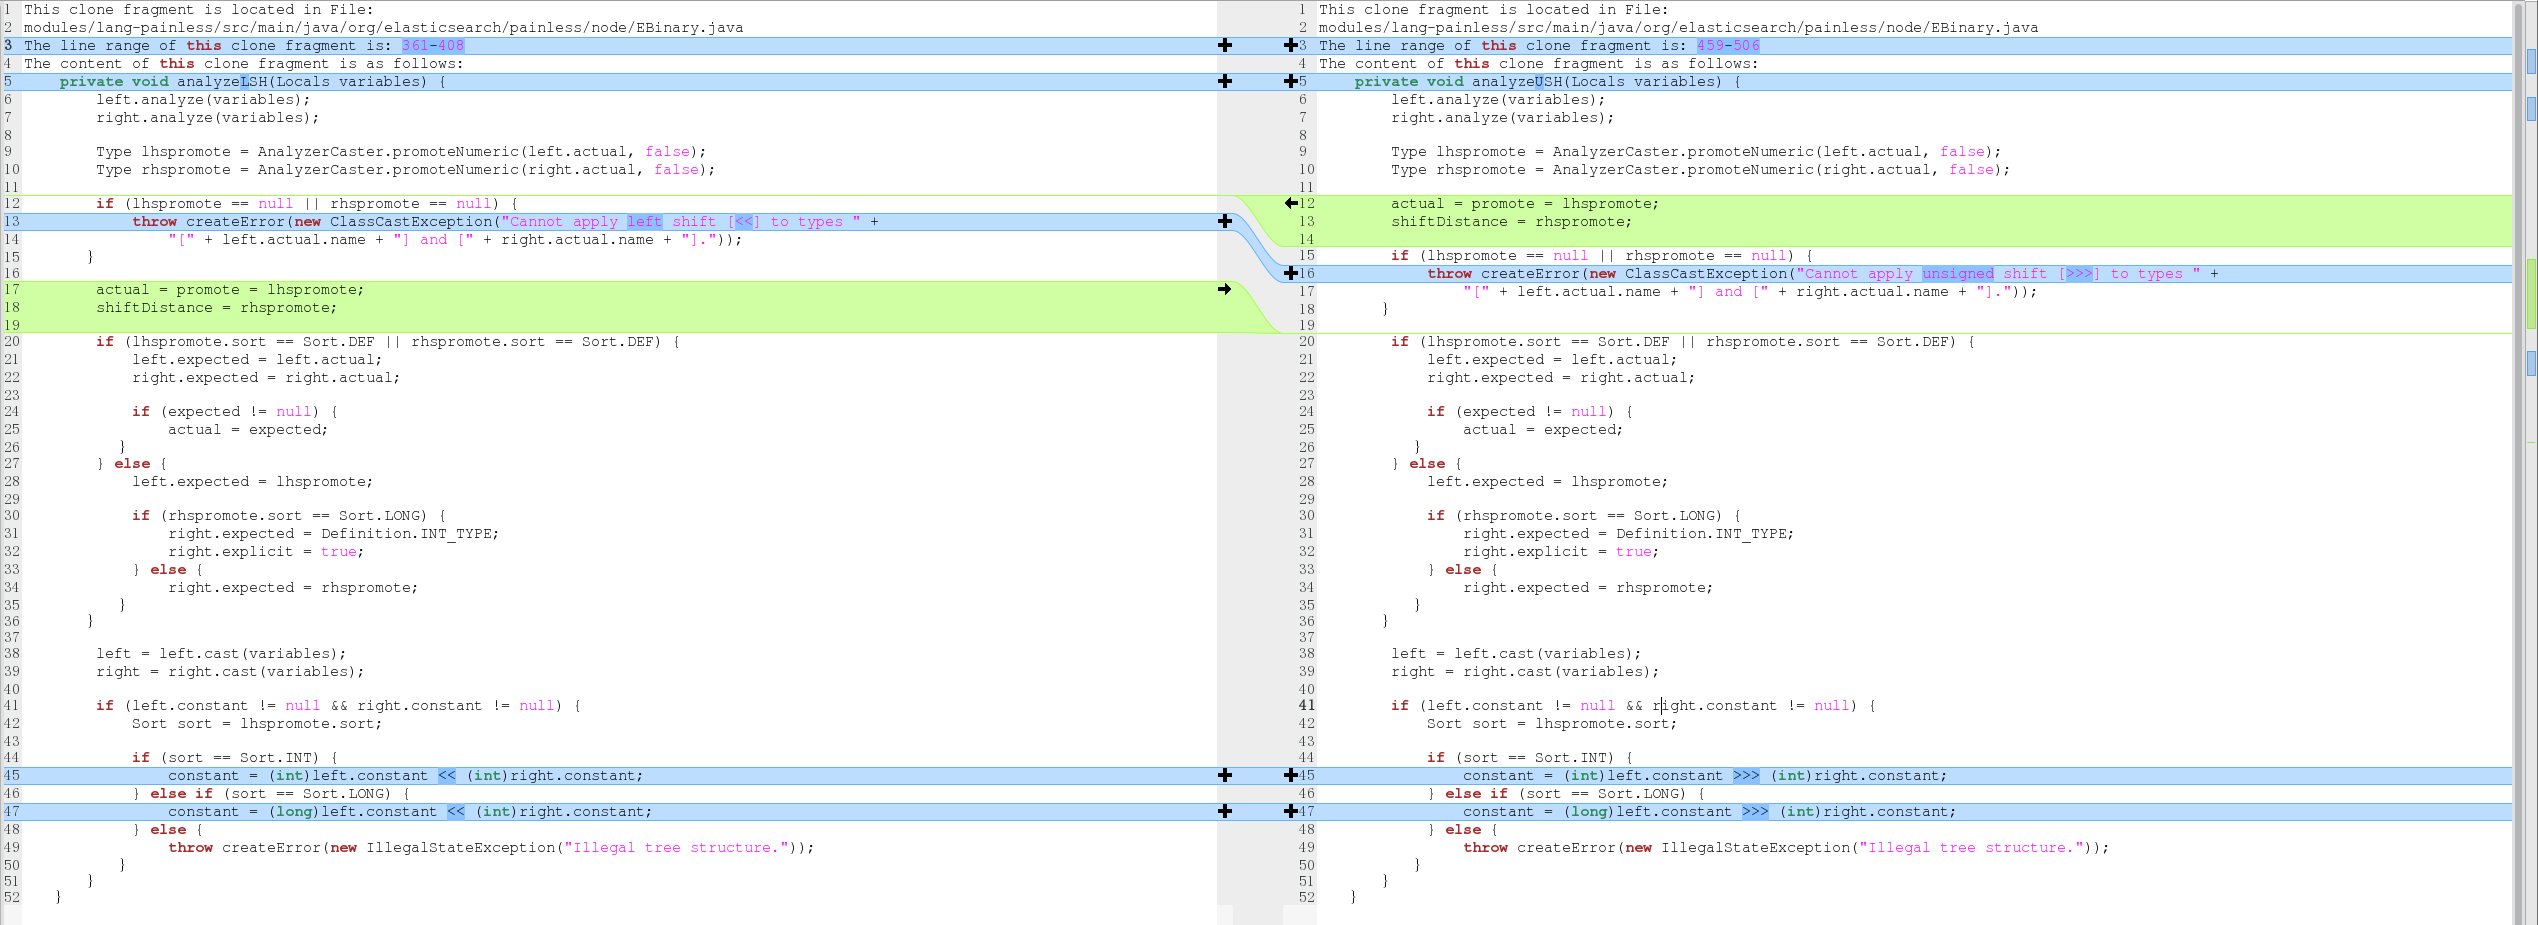 1 This clone fragment is located in File:
2 modules/lang-painless/src/main/java/org/elasticsearch/painless/node/EBinary.java
3 The line range of this clone fragment is: 361-408
4 The content of this clone fragment is as follows:
5     private void analyzeLSH(Locals variables) {
6         left.analyze(variables);
7         right.analyze(variables);
8
9         Type lhspromote = AnalyzerCaster.promoteNumeric(left.actual, false);
10         Type rhspromote = AnalyzerCaster.promoteNumeric(right.actual, false);
11
12         if (lhspromote == null || rhspromote == null) {
13             throw createError(new ClassCastException("Cannot apply left shift [<<] to types " +
14                 "[" + left.actual.name + "] and [" + right.actual.name + "]."));
15         }
16
17         actual = promote = lhspromote;
18         shiftDistance = rhspromote;
19
20         if (lhspromote.sort == Sort.DEF || rhspromote.sort == Sort.DEF) {
21             left.expected = left.actual;
22             right.expected = right.actual;
23
24             if (expected != null) {
25                 actual = expected;
26             }
27         } else {
28             left.expected = lhspromote;
29
30             if (rhspromote.sort == Sort.LONG) {
31                 right.expected = Definition.INT_TYPE;
32                 right.explicit = true;
33             } else {
34                 right.expected = rhspromote;
35             }
36         }
37
38         left = left.cast(variables);
39         right = right.cast(variables);
40
41         if (left.constant != null && right.constant != null) {
42             Sort sort = lhspromote.sort;
43
44             if (sort == Sort.INT) {
45                 constant = (int)left.constant << (int)right.constant;
46             } else if (sort == Sort.LONG) {
47                 constant = (long)left.constant << (int)right.constant;
48             } else {
49                 throw createError(new IllegalStateException("Illegal tree structure."));
50             }
51         }
52     }
1 This clone fragment is located in File:
2 modules/lang-painless/src/main/java/org/elasticsearch/painless/node/EBinary.java
3 The line range of this clone fragment is: 459-506
4 The content of this clone fragment is as follows:
5     private void analyzeUSH(Locals variables) {
6         left.analyze(variables);
7         right.analyze(variables);
8
9         Type lhspromote = AnalyzerCaster.promoteNumeric(left.actual, false);
10         Type rhspromote = AnalyzerCaster.promoteNumeric(right.actual, false);
11
12         actual = promote = lhspromote;
13         shiftDistance = rhspromote;
14
15         if (lhspromote == null || rhspromote == null) {
16             throw createError(new ClassCastException("Cannot apply unsigned shift [>>>] to types " +
17                 "[" + left.actual.name + "] and [" + right.actual.name + "]."));
18         }
19
20         if (lhspromote.sort == Sort.DEF || rhspromote.sort == Sort.DEF) {
21             left.expected = left.actual;
22             right.expected = right.actual;
23
24             if (expected != null) {
25                 actual = expected;
26             }
27         } else {
28             left.expected = lhspromote;
29
30             if (rhspromote.sort == Sort.LONG) {
31                 right.expected = Definition.INT_TYPE;
32                 right.explicit = true;
33             } else {
34                 right.expected = rhspromote;
35             }
36         }
37
38         left = left.cast(variables);
39         right = right.cast(variables);
40
41         if (left.constant != null && right.constant != null) {
42             Sort sort = lhspromote.sort;
43
44             if (sort == Sort.INT) {
45                 constant = (int)left.constant >>> (int)right.constant;
46             } else if (sort == Sort.LONG) {
47                 constant = (long)left.constant >>> (int)right.constant;
48             } else {
49                 throw createError(new IllegalStateException("Illegal tree structure."));
50             }
51         }
52     }